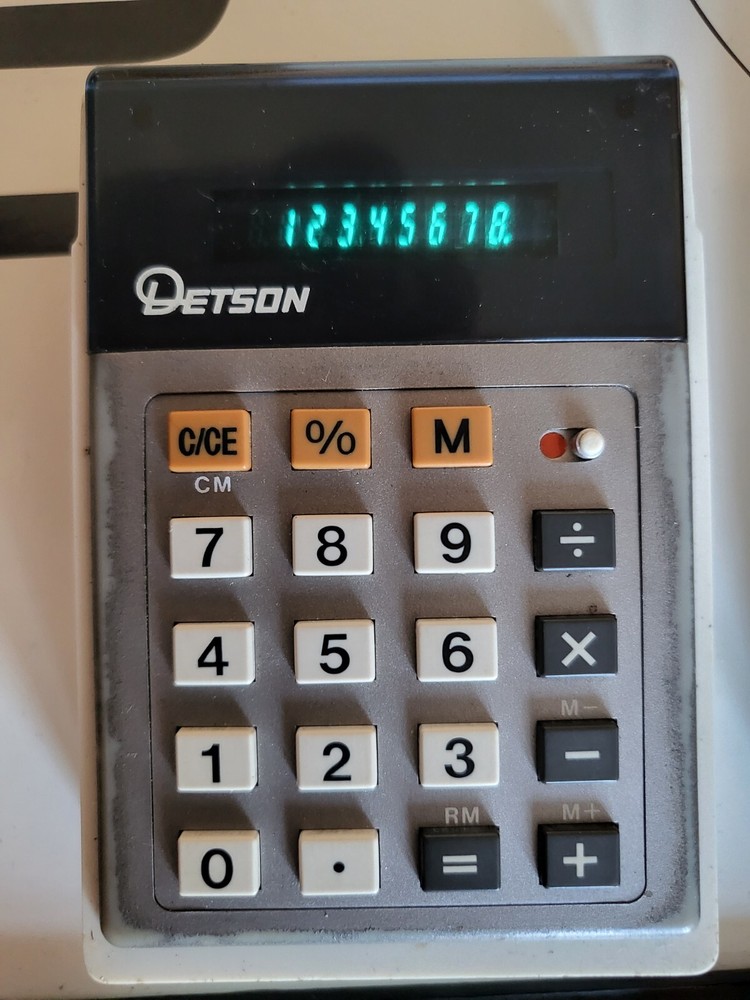 12345678.
DETSON
C/CE % M
CM
7 8 9 ÷
4 5 6 ×
M−
1 2 3 −
RM M+
0 . = +